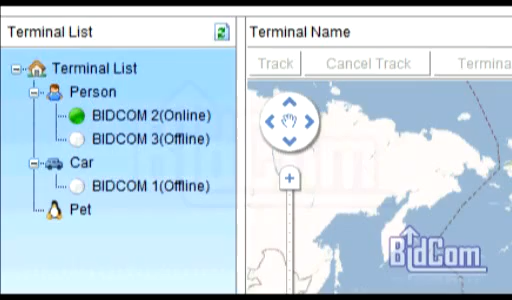 Terminal List
Terminal Name
Track
Cancel Track
Termina
Terminal List
Person
BIDCOM 2(Online)
BIDCOM 3(Offline)
Car
BIDCOM 1(Offline)
Pet
BidCom
BidCom